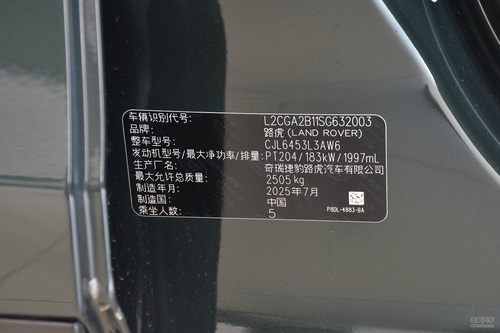 车辆识别代号: L2CGA2B11SG632003
品牌: 路虎 (LAND ROVER)
整车型号: CJL6453L3AW6
发动机型号/最大净功率/排量: PT204/183kW/1997mL
生产厂名: 奇瑞捷豹路虎汽车有限公司
最大允许总质量: 2505kg
制造年月: 2025年7月
制造国: 中国
乘坐人数: 5
P8DL-4883-BA